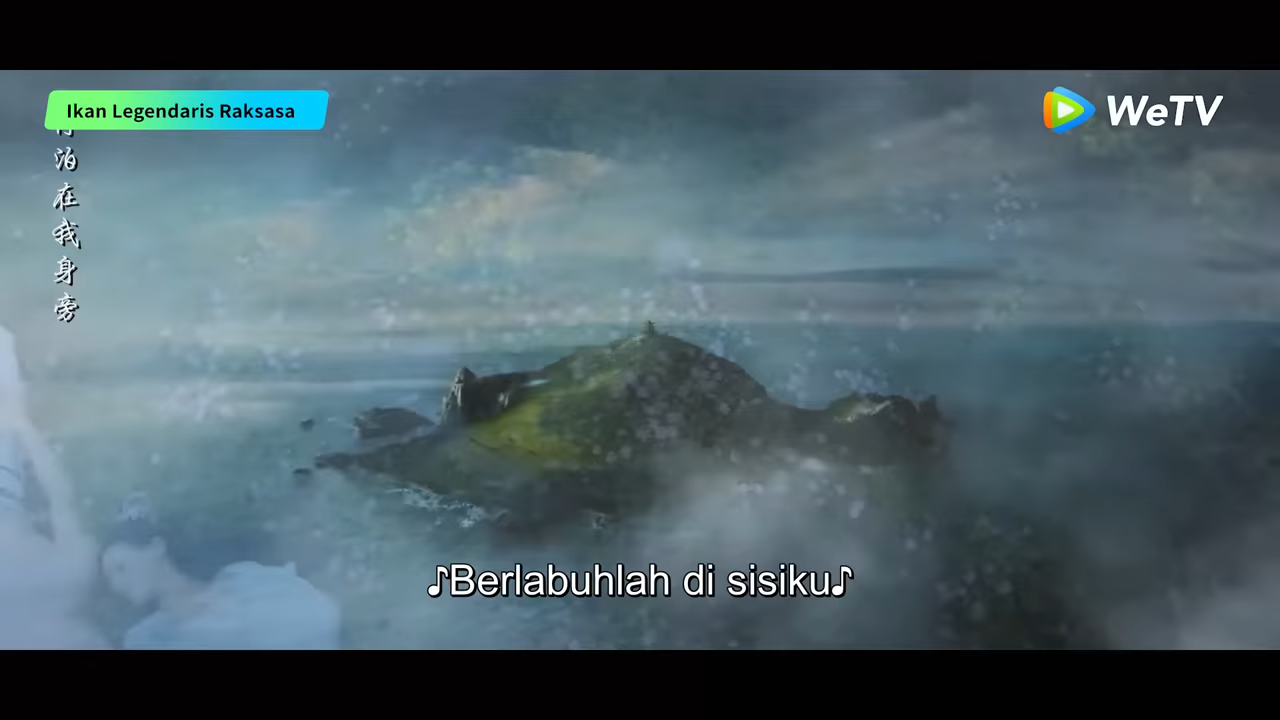 Ikan Legendaris Raksasa
WeTV
泊在我身旁
♪Berlabuhlah di sisiku♪